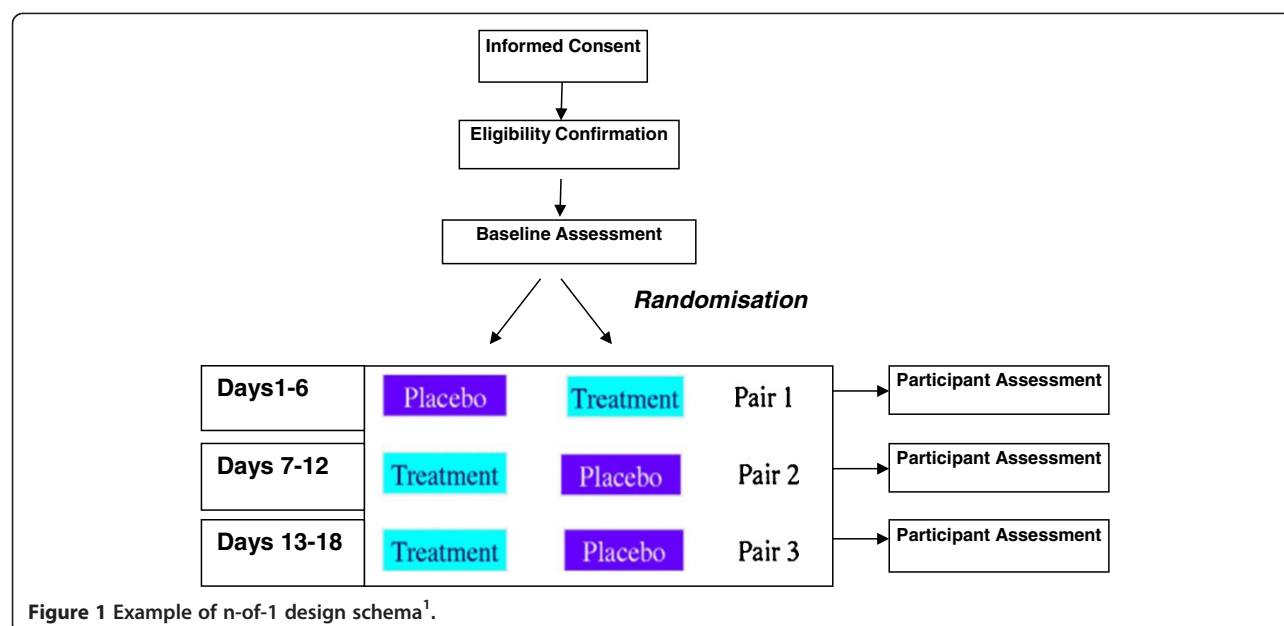 Informed Consent
Eligibility Confirmation
Baseline Assessment
Randomisation
Days1-6
Placebo
Treatment
Pair 1
Participant Assessment
Days 7-12
Treatment
Placebo
Pair 2
Participant Assessment
Days 13-18
Treatment
Placebo
Pair 3
Participant Assessment
Figure 1 Example of n-of-1 design schema¹.